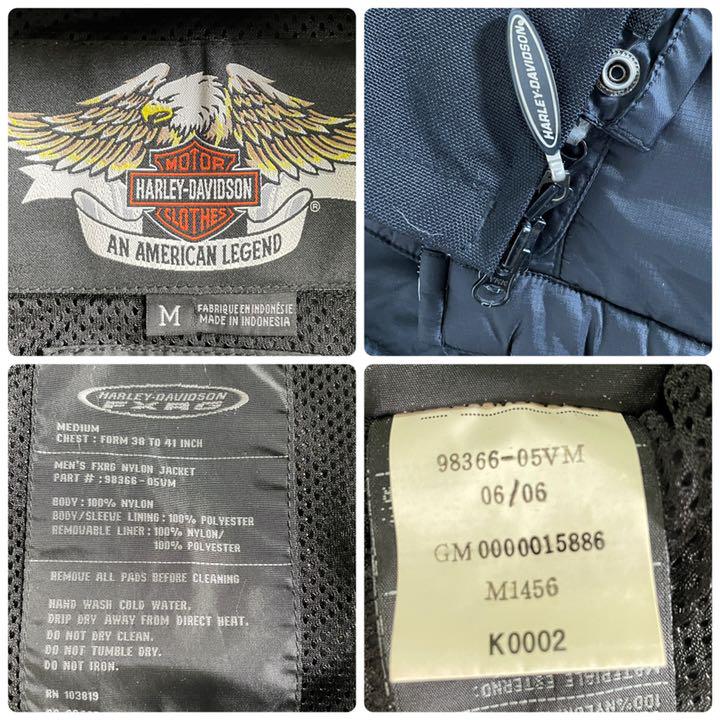 MOTOR
HARLEY-DAVIDSON
CLOTHES
®
AN AMERICAN LEGEND
M
FABRIQUE EN INDONÉSIE
MADE IN INDONESIA
HARLEY-DAVIDSON
HARLEY-DAVIDSON
FXRG
MEDIUM
CHEST : FORM 38 TO 41 INCH
MEN'S FXRG NYLON JACKET
PART # : 98366-05VM
BODY : 100% NYLON
BODY/SLEEVE LINING : 100% POLYESTER
REMOVABLE LINER : 100% NYLON/
100% POLYESTER
REMOVE ALL PADS BEFORE CLEANING
HAND WASH COLD WATER,
DRIP DRY AWAY FROM DIRECT HEAT.
DO NOT DRY CLEAN.
DO NOT TUMBLE DRY.
DO NOT IRON.
RN 103819
98366-05VM
06/06
GM 0000015886
M1456
K0002
EXTERNO:
100% NYLON